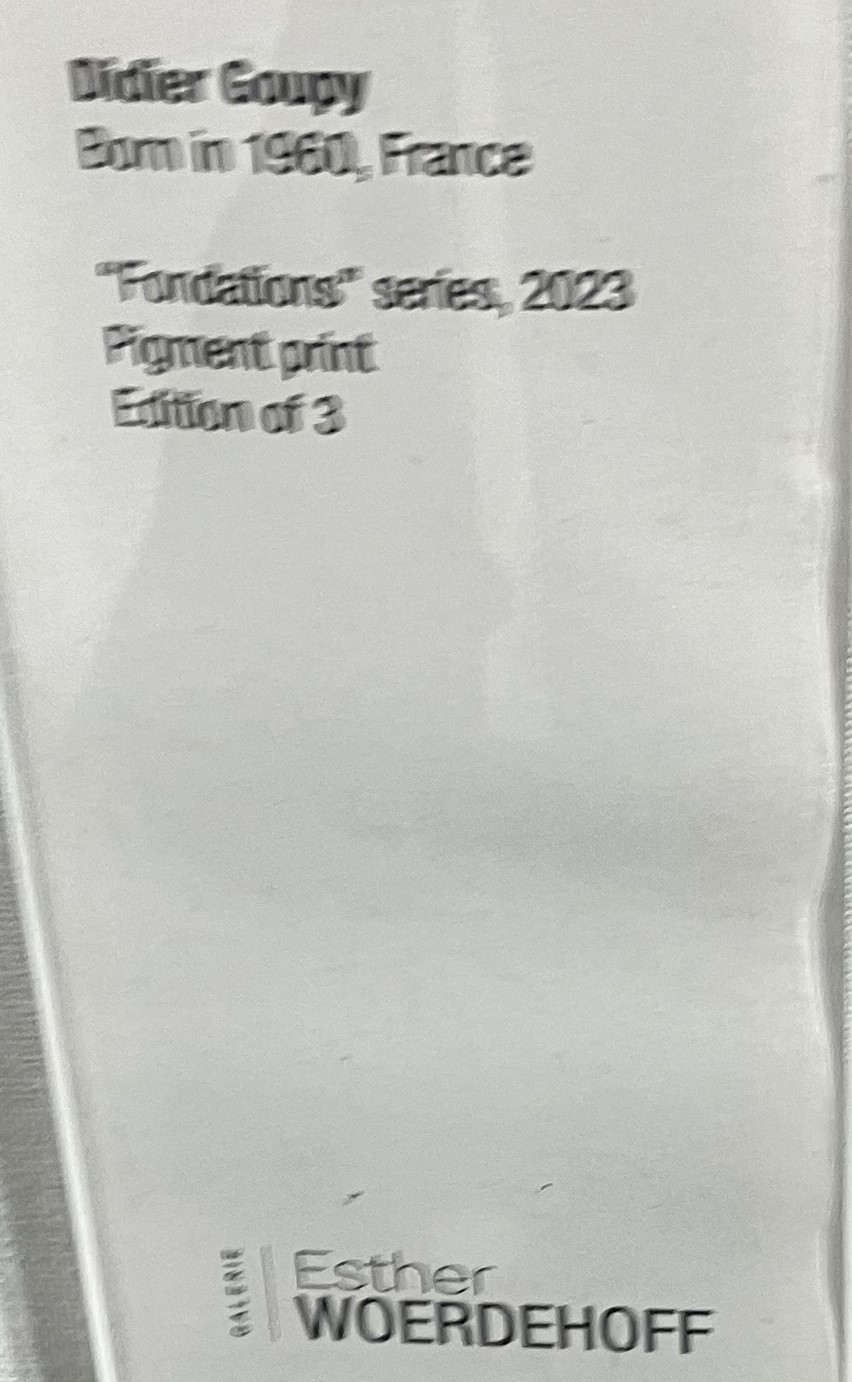 Didier Goupy
Born in 1960, France
"Fondations" series, 2023
Pigment print
Edition of 3
GALERIE
Esther
WOERDEHOFF